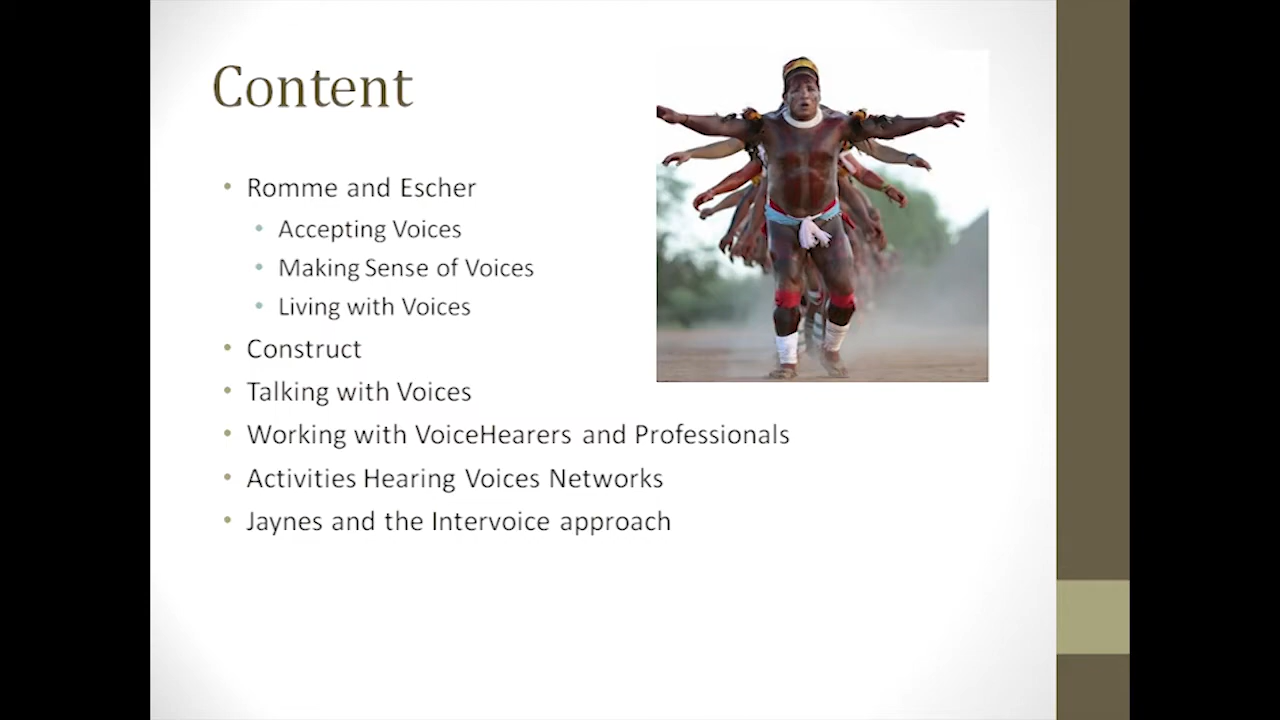 Content
Romme and Escher
Accepting Voices
Making Sense of Voices
Living with Voices
Construct
Talking with Voices
Working with VoiceHearers and Professionals
Activities Hearing Voices Networks
Jaynes and the Intervoice approach